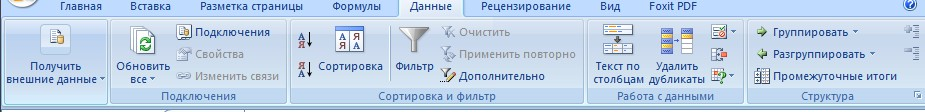 Главная Вставка Разметка страницы Формулы Данные Рецензирование Вид Foxit PDF
Получить
внешние данные
Обновить
все
Подключения
Свойства
Изменить связи
Подключения
А
Я
Я
А
А Я
Я А
Сортировка
Фильтр
Очистить
Применить повторно
Дополнительно
Сортировка и фильтр
Текст по
столбцам
Удалить
дубликаты
Работа с данными
Группировать
Разгруппировать
Промежуточные итоги
Структура